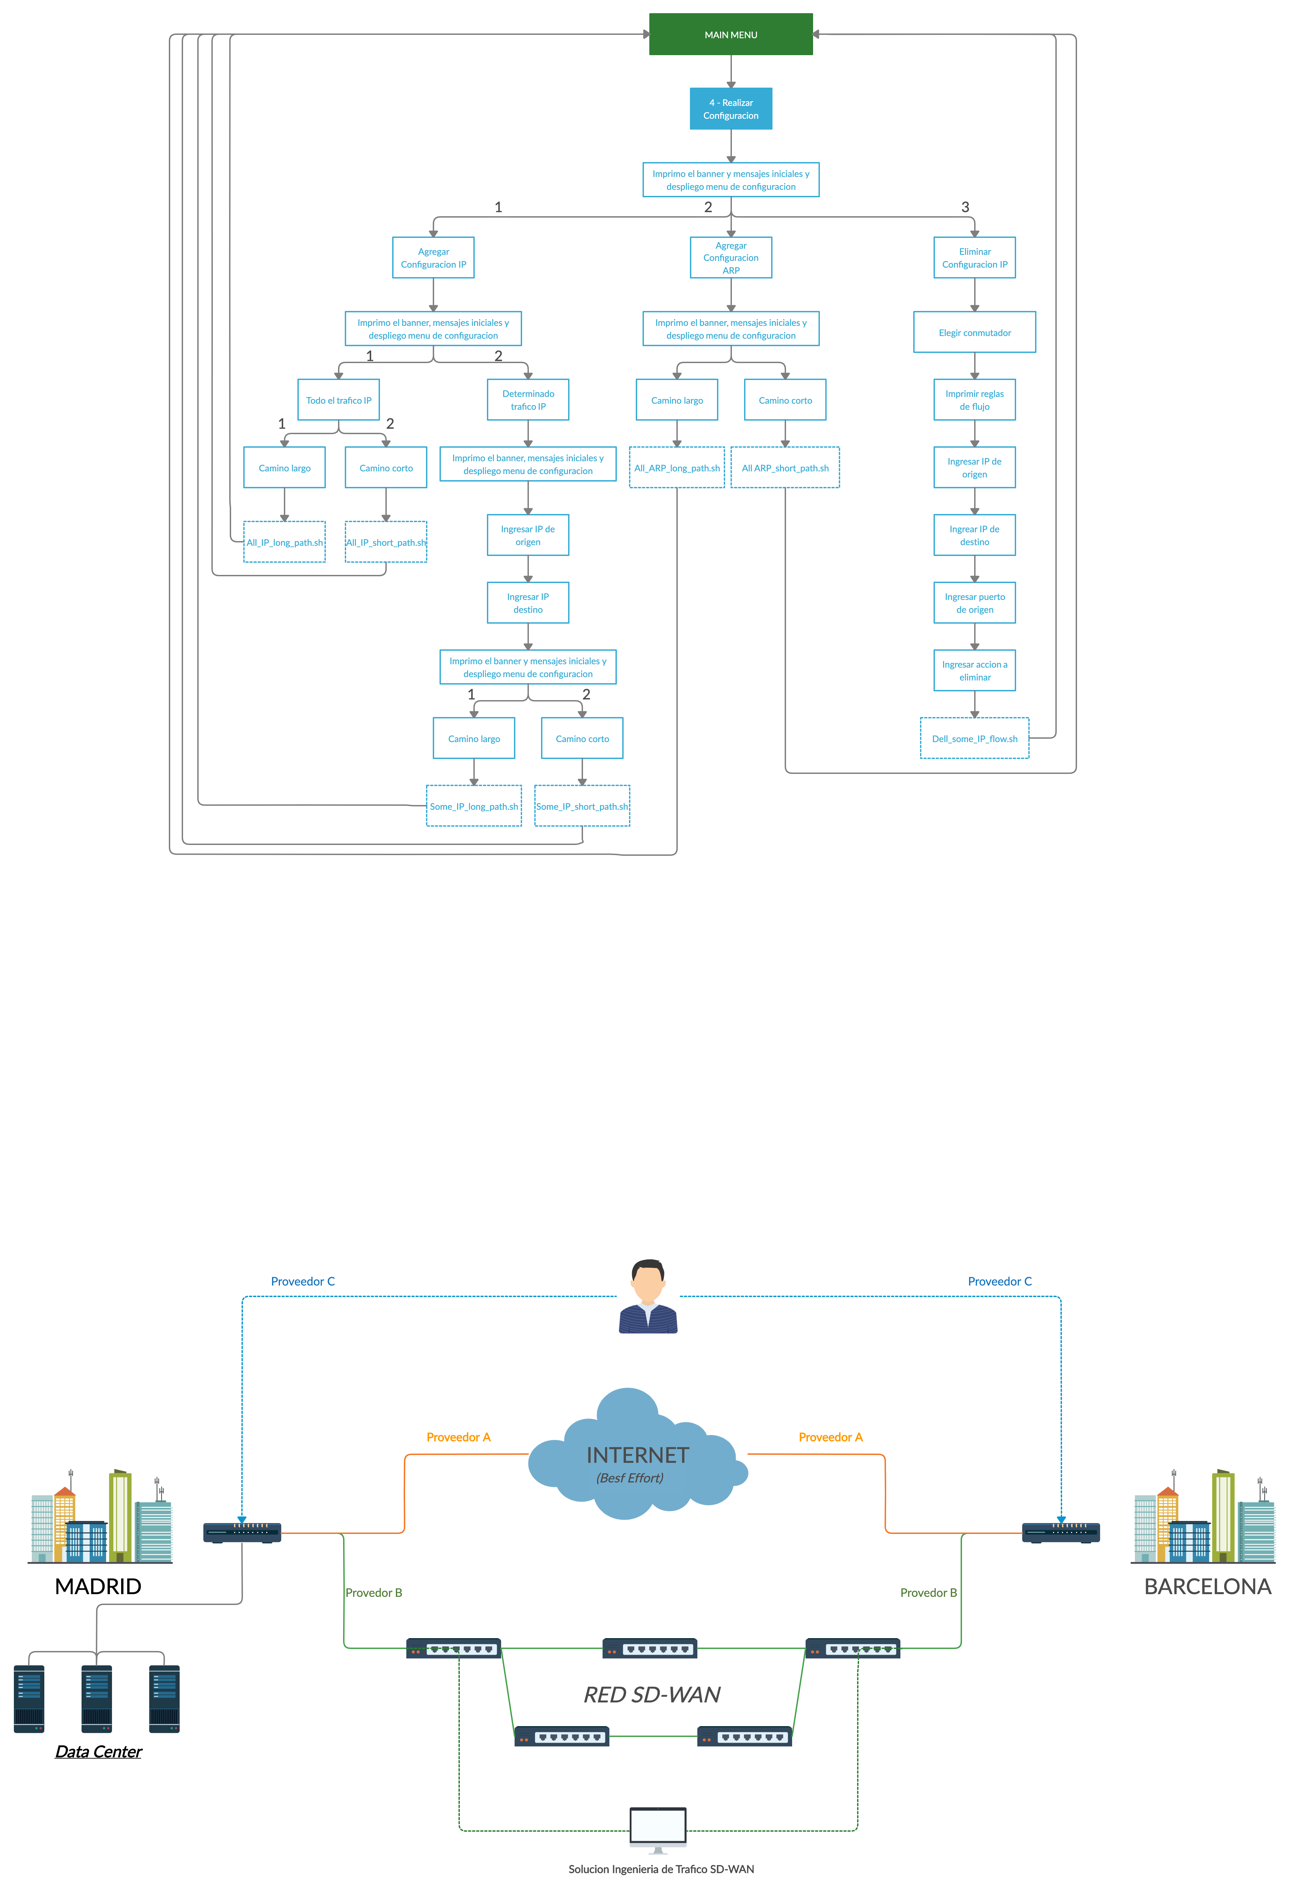 MAIN MENU
4 - Realizar
Configuracion
Imprimo el banner y mensajes iniciales y
despliego menu de configuracion
1
2
3
Agregar
Configuracion IP
Agregar
Configuracion
ARP
Eliminar
Configuracion IP
Imprimo el banner, mensajes iniciales y
despliego menu de configuracion
Imprimo el banner, mensajes iniciales y
despliego menu de configuracion
Elegir conmutador
1
2
Todo el trafico IP
Determinado
trafico IP
Camino largo
Camino corto
Imprimir reglas
de flujo
1
2
Camino largo
Camino corto
Imprimo el banner, mensajes iniciales y
despliego menu de configuracion
All_ARP_long_path.sh
All ARP_short_path.sh
Ingresar IP de
origen
All_IP_long_path.sh
All_IP_short_path.sh
Ingresar IP de
origen
Ingrear IP de
destino
Ingresar IP
destino
Ingresar puerto
de origen
Imprimo el banner y mensajes iniciales y
despliego menu de configuracion
Ingresar accion a
eliminar
1
2
Camino largo
Camino corto
Dell_some_IP_flow.sh
Some_IP_long_path.sh
Some_IP_short_path.sh
Proveedor C
Proveedor C
Proveedor A
Proveedor A
INTERNET
(Besf Effort)
MADRID
BARCELONA
Provedor B
Provedor B
RED SD-WAN
Data Center
Solucion Ingenieria de Trafico SD-WAN